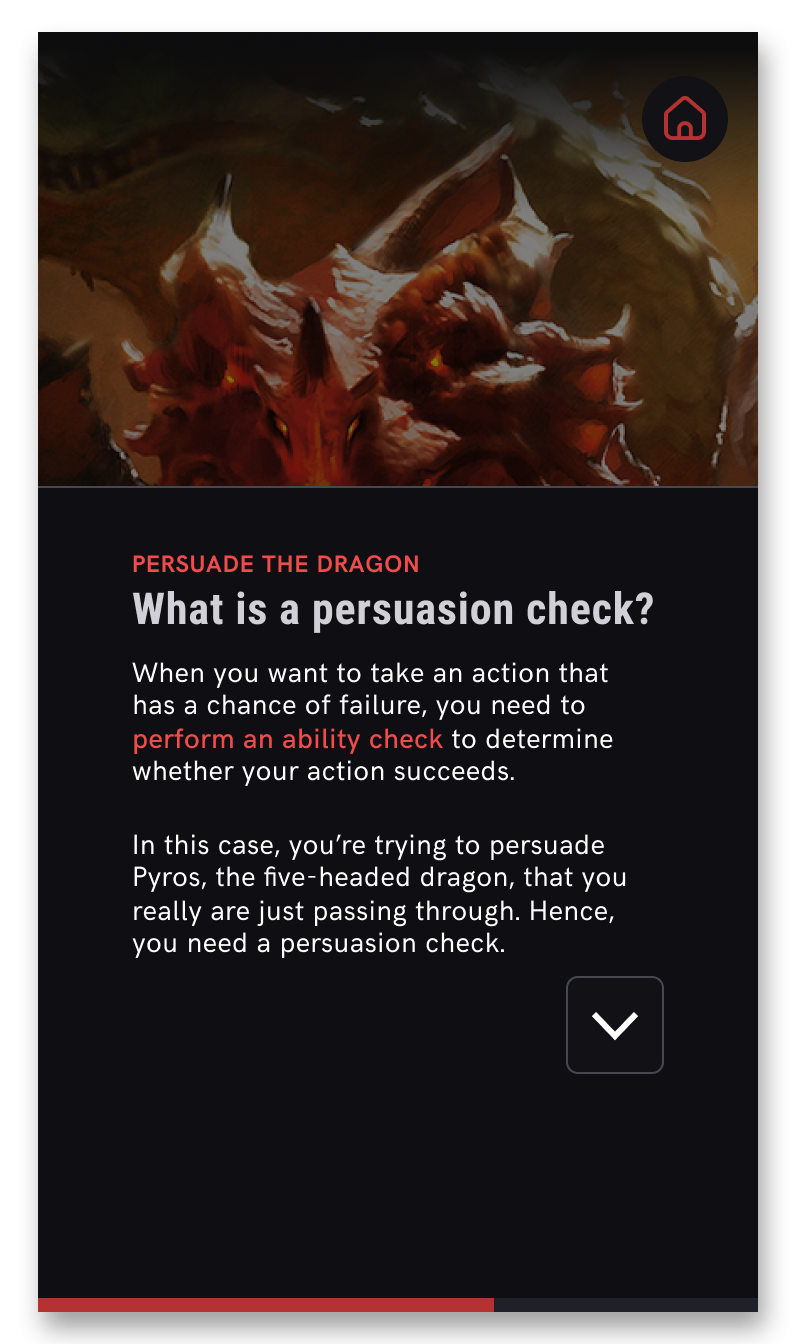 PERSUADE THE DRAGON
What is a persuasion check?
When you want to take an action that
has a chance of failure, you need to
perform an ability check to determine
whether your action succeeds.
In this case, you’re trying to persuade
Pyros, the five-headed dragon, that you
really are just passing through. Hence,
you need a persuasion check.